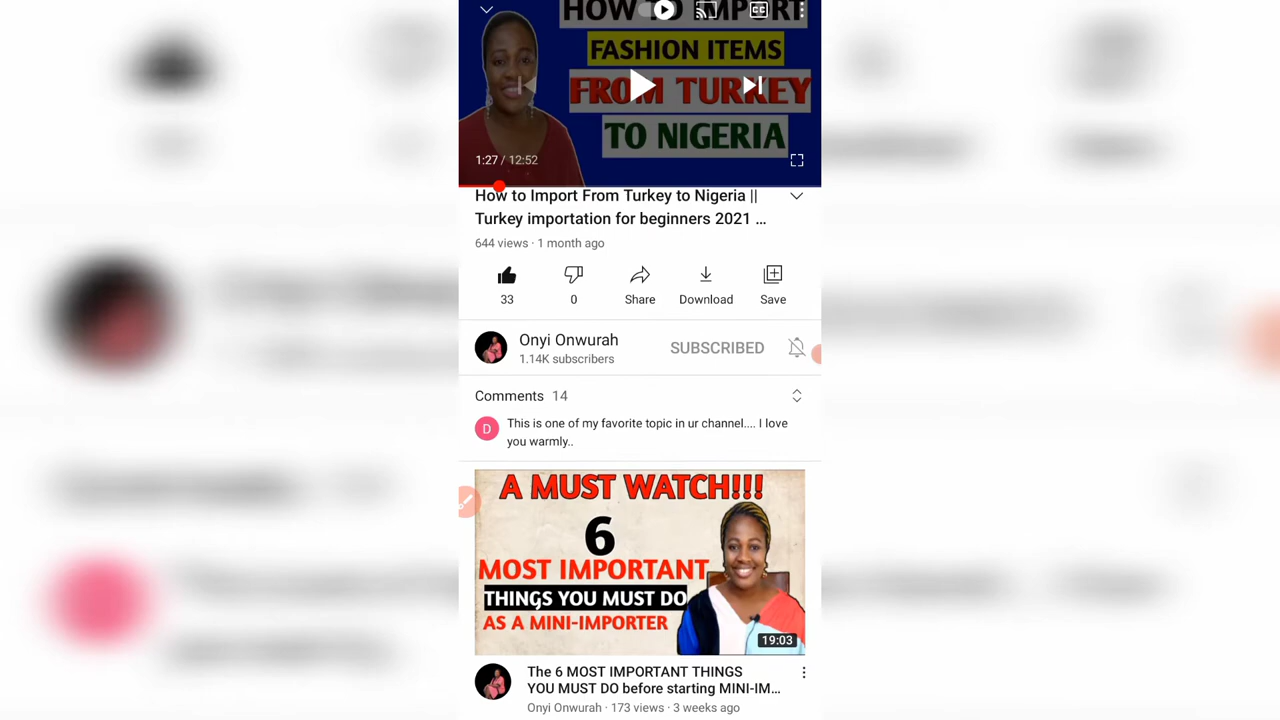 HOW TO IMPORT
FASHION ITEMS
FROM TURKEY
TO NIGERIA
CC
1:27 / 12:52
How to Import From Turkey to Nigeria ||
Turkey importation for beginners 2021 ...
644 views · 1 month ago
33
0
Share
Download
Save
Onyi Onwurah
1.14K subscribers
SUBSCRIBED
Comments 14
D
This is one of my favorite topic in ur channel.... I love
you warmly..
A MUST WATCH!!!
6
MOST IMPORTANT
THINGS YOU MUST DO
AS A MINI-IMPORTER
19:03
The 6 MOST IMPORTANT THINGS
YOU MUST DO before starting MINI-IM...
Onyi Onwurah · 173 views · 3 weeks ago